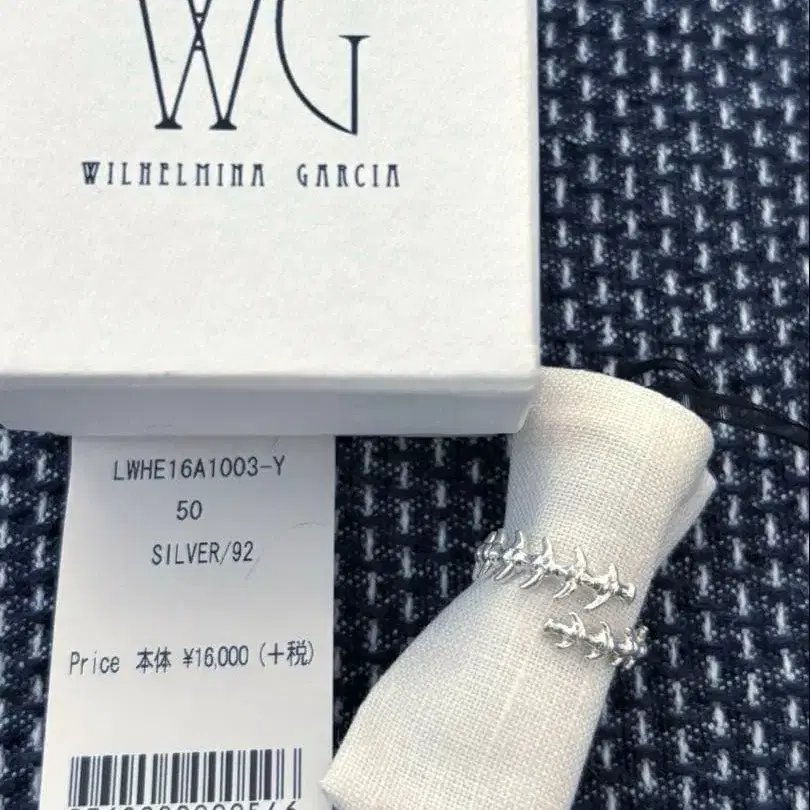 WG
WILHELMINA GARCIA
LWHE16A1003-Y
50
SILVER/92
Price 本体 ¥16,000 (+税)